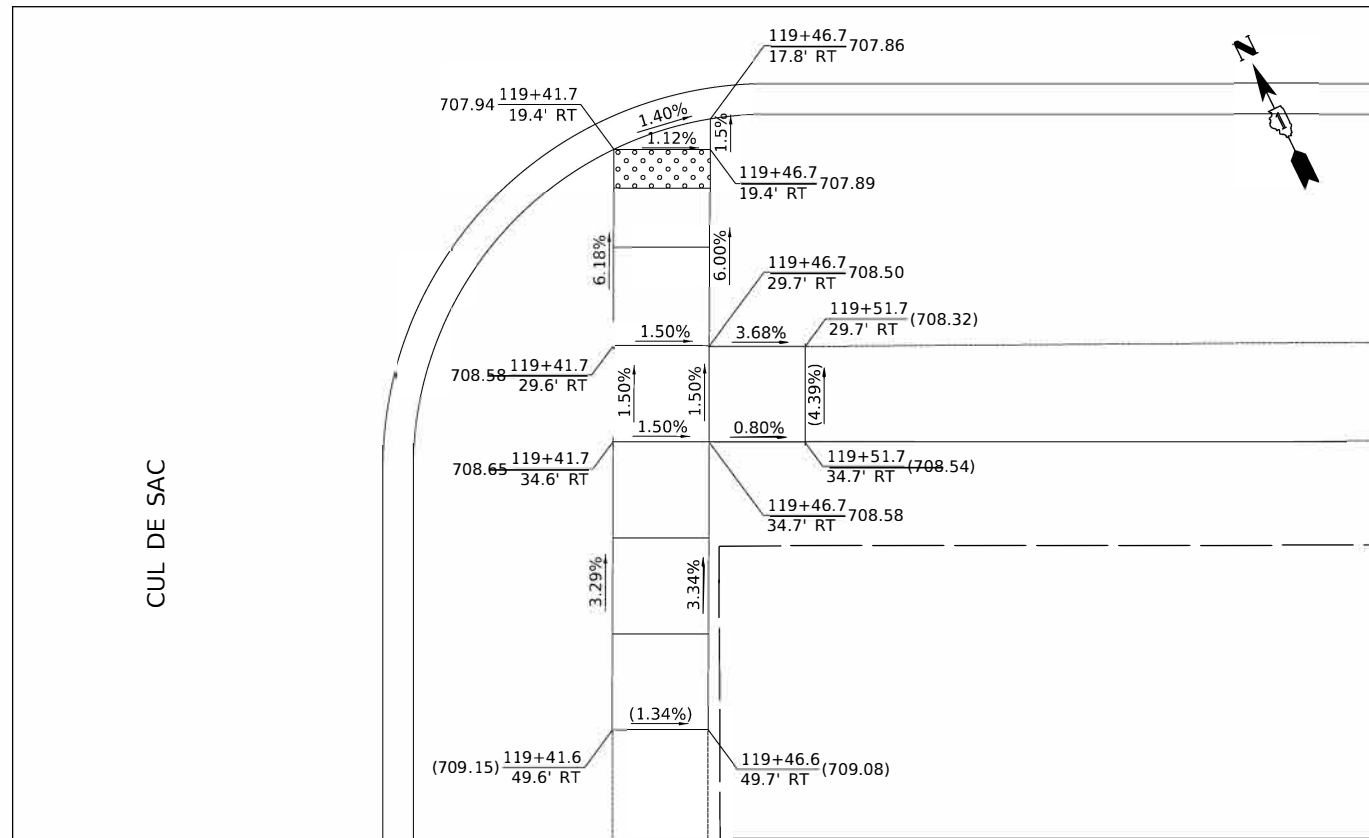 119+46.7
17.8' RT
707.86
N
707.94
119+41.7
19.4' RT
1.40%
1.12%
1.5%
119+46.7
19.4' RT
707.89
6.18%
6.00%
119+46.7
29.7' RT
708.50
119+51.7
29.7' RT
(708.32)
1.50%
3.68%
708.58
119+41.7
29.6' RT
1.50%
1.50%
(4.39%)
1.50%
0.80%
708.65
119+41.7
34.6' RT
119+51.7
34.7' RT
(708.54)
119+46.7
34.7' RT
708.58
CUL DE SAC
3.29%
3.34%
(1.34%)
(709.15)
119+41.6
49.6' RT
119+46.6
49.7' RT
(709.08)